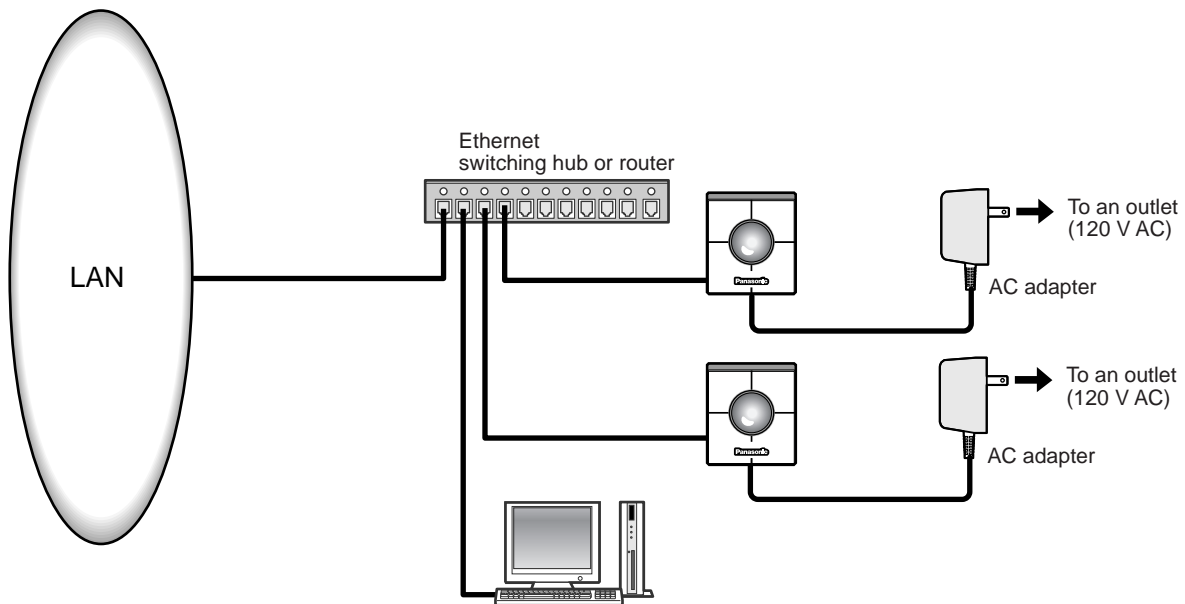 Ethernet
switching hub or router
LAN
To an outlet
(120 V AC)
Panasonic
AC adapter
To an outlet
(120 V AC)
Panasonic
AC adapter